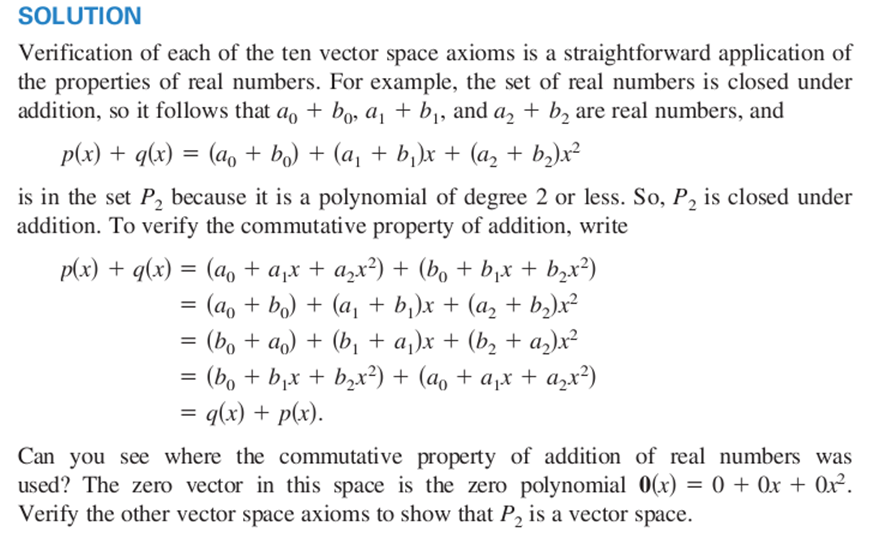 SOLUTION
Verification of each of the ten vector space axioms is a straightforward application of
the properties of real numbers. For example, the set of real numbers is closed under
addition, so it follows that a₀ + b₀, a₁ + b₁, and a₂ + b₂ are real numbers, and
p(x) + q(x) = (a₀ + b₀) + (a₁ + b₁)x + (a₂ + b₂)x²
is in the set P₂ because it is a polynomial of degree 2 or less. So, P₂ is closed under
addition. To verify the commutative property of addition, write
p(x) + q(x) = (a₀ + a₁x + a₂x²) + (b₀ + b₁x + b₂x²)
= (a₀ + b₀) + (a₁ + b₁)x + (a₂ + b₂)x²
= (b₀ + a₀) + (b₁ + a₁)x + (b₂ + a₂)x²
= (b₀ + b₁x + b₂x²) + (a₀ + a₁x + a₂x²)
= q(x) + p(x).
Can you see where the commutative property of addition of real numbers was
used? The zero vector in this space is the zero polynomial 0(x) = 0 + 0x + 0x².
Verify the other vector space axioms to show that P₂ is a vector space.